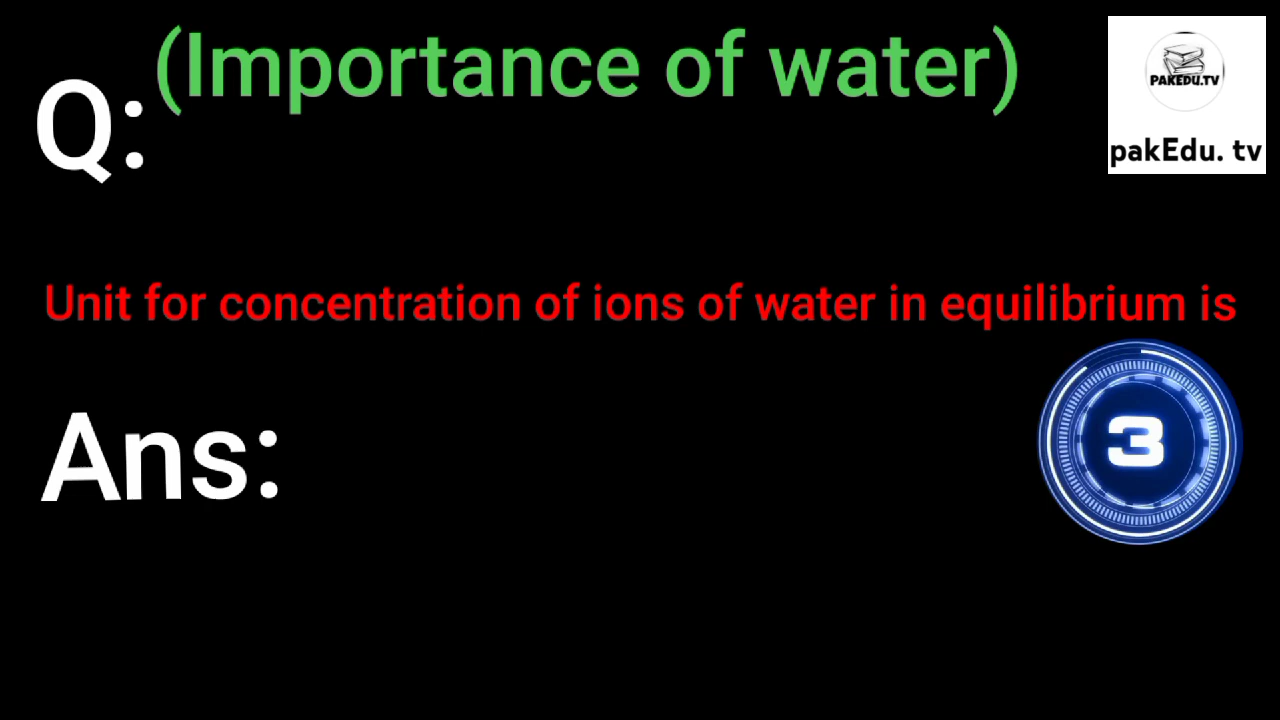 (Importance of water)
Q:
PAKEDU.TV
pakEdu. tv
Unit for concentration of ions of water in equilibrium is
Ans:
3